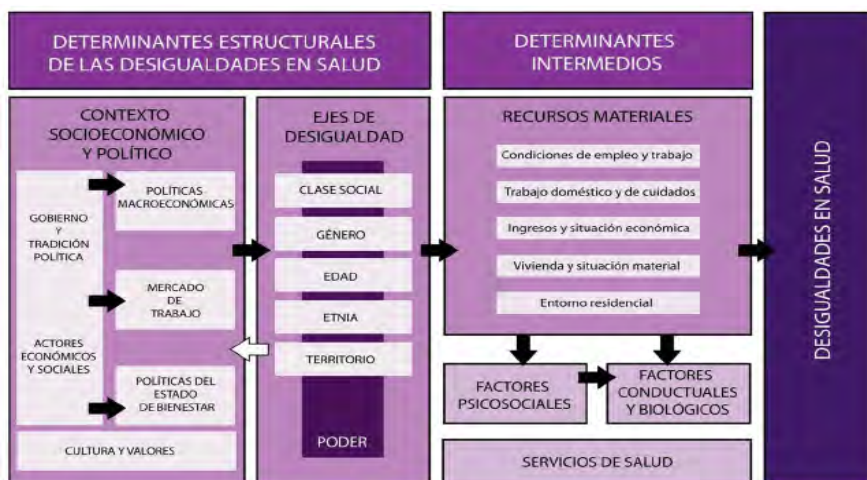 DETERMINANTES ESTRUCTURALES
DE LAS DESIGUALDADES EN SALUD
DETERMINANTES
INTERMEDIOS
CONTEXTO
SOCIOECONÓMICO
Y POLÍTICO
GOBIERNO
Y
TRADICIÓN
POLÍTICA
ACTORES
ECONÓMICOS
Y SOCIALES
POLÍTICAS
MACROECONÓMICAS
MERCADO
DE
TRABAJO
POLÍTICAS DEL
ESTADO
DE BIENESTAR
CULTURA Y VALORES
EJES DE
DESIGUALDAD
CLASE SOCIAL
GÉNERO
EDAD
ETNIA
TERRITORIO
PODER
RECURSOS MATERIALES
Condiciones de empleo y trabajo
Trabajo doméstico y de cuidados
Ingresos y situación económica
Vivienda y situación material
Entorno residencial
FACTORES
PSICOSOCIALES
FACTORES
CONDUCTUALES
Y BIOLÓGICOS
SERVICIOS DE SALUD
DESIGUALDADES EN SALUD